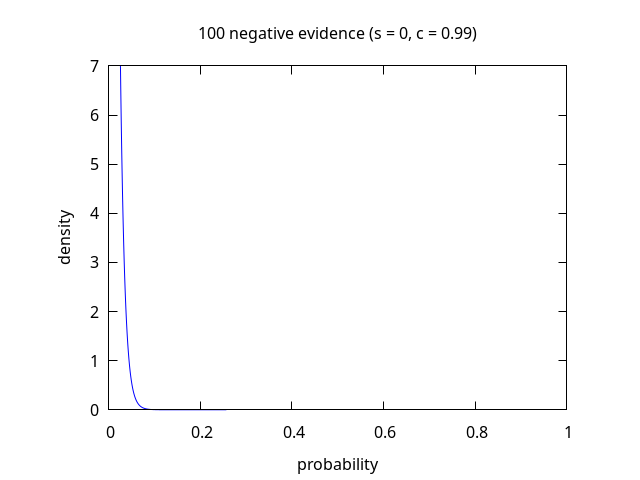 100 negative evidence (s = 0, c = 0.99)
7
6
5
4
3
2
1
0
density
0 0.2 0.4 0.6 0.8 1
probability